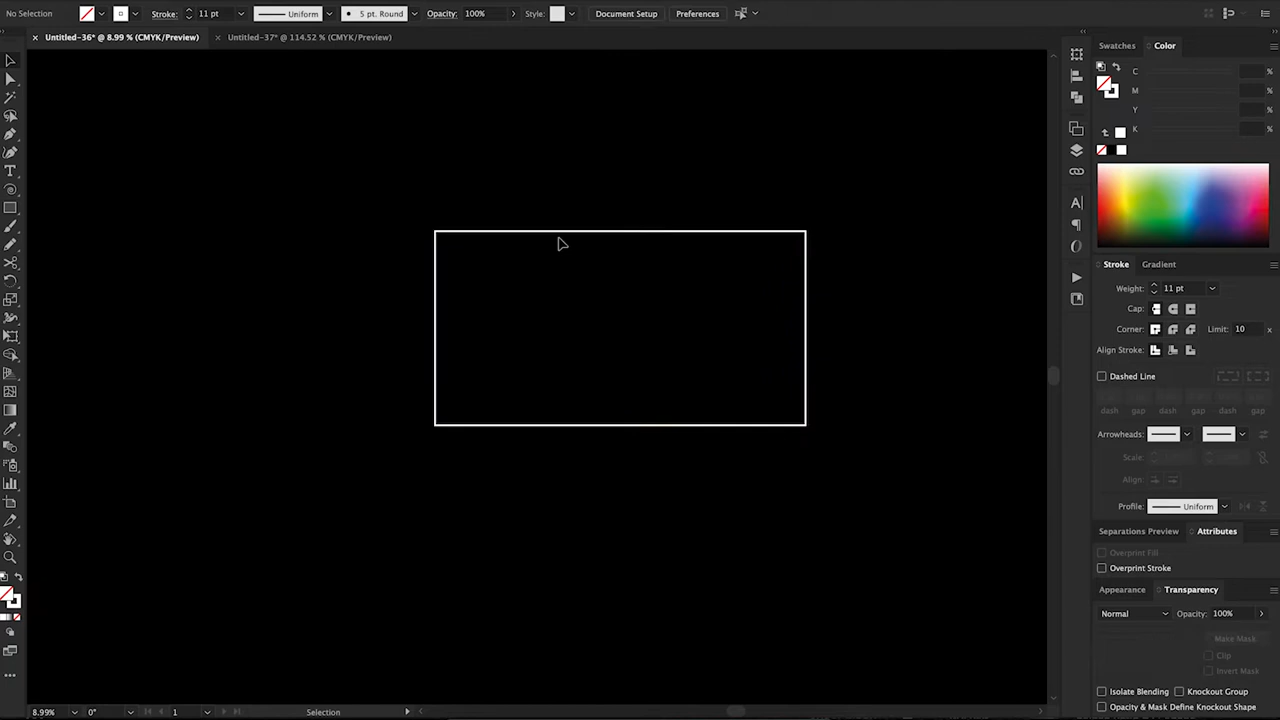 No Selection Stroke: 11 pt Uniform 5 pt. Round Opacity: 100% Style: Document Setup Preferences
Untitled-36* @ 8.99 % (CMYK/Preview) Untitled-37* @ 114.52 % (CMYK/Preview)
Swatches Color
C %
M %
Y %
K %
Stroke Gradient
Weight: 11 pt
Cap:
Corner: Limit: 10 x
Align Stroke:
Dashed Line
dash gap dash gap dash gap
Arrowheads:
Scale:
Align:
Profile: Uniform
Separations Preview Attributes
Overprint Fill
Overprint Stroke
Appearance Transparency
Normal Opacity: 100%
Make Mask
Clip
Invert Mask
Isolate Blending Knockout Group
Opacity & Mask Define Knockout Shape
8.99% 0° 1 Selection